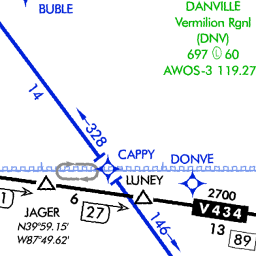 BUBLE
DANVILLE
Vermilion Rgnl
(DNV)
697 Ⓛ 60
AWOS-3 119.27
14
328
CAPPY
DONVE
LUNEY
2700
V434
1
6
27
JAGER
N39°59.15'
W87°49.62'
146
13
89